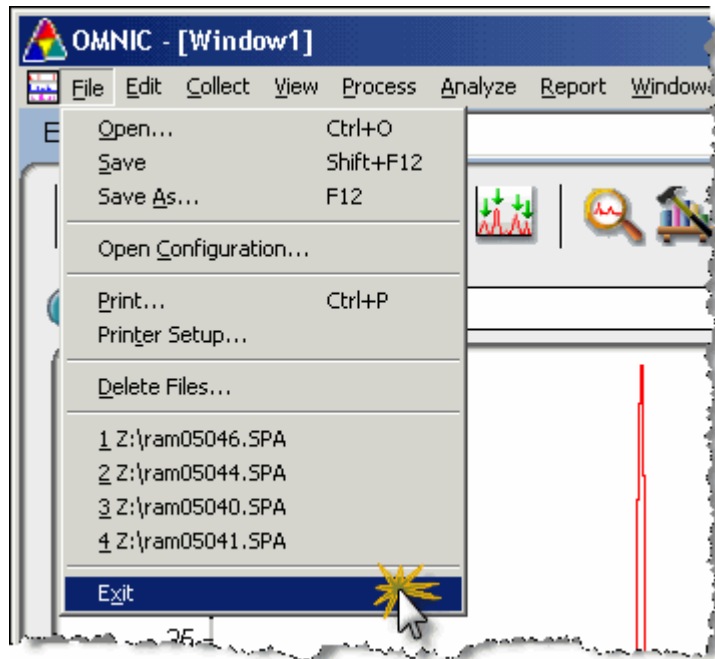 OMNIC - [Window1]
File Edit Collect View Process Analyze Report Window
E
Open... Ctrl+O
Save Shift+F12
Save As... F12
Open Configuration...
Print... Ctrl+P
Printer Setup...
Delete Files...
1 Z:\ram05046.SPA
2 Z:\ram05044.SPA
3 Z:\ram05040.SPA
4 Z:\ram05041.SPA
Exit